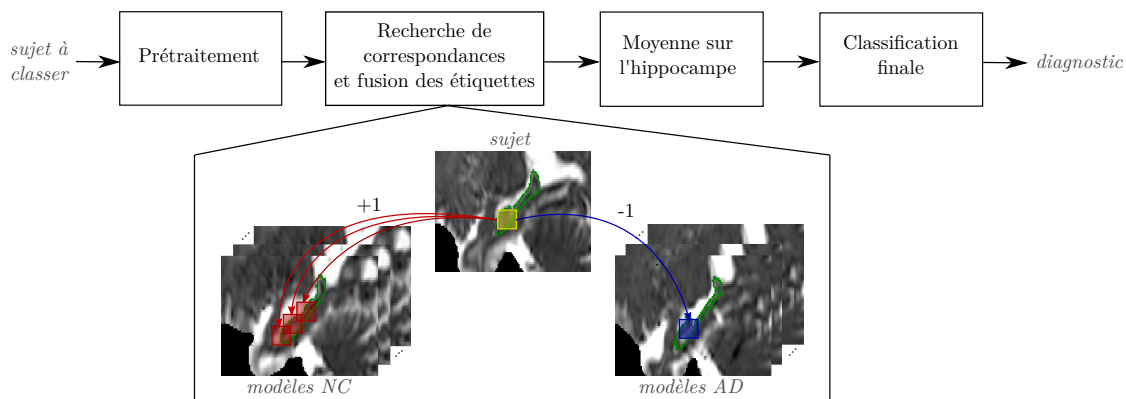 sujet à
classer
Prétraitement
Recherche de
correspondances
et fusion des étiquettes
Moyenne sur
l'hippocampe
Classification
finale
diagnostic
sujet
+1
-1
modèles NC
modèles AD